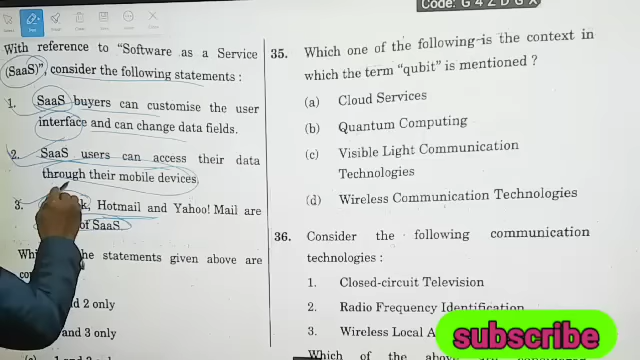 Code: G 4 Z D G X
With reference to "Software as a Service
(SaaS)", consider the following statements :
1. SaaS buyers can customise the user
interface and can change data fields.
2. SaaS users can access their data
through their mobile devices
3. Hotmail and Yahoo! Mail are
of SaaS
the statements given above are
2 only
and 3 only
35. Which one of the following is the context in
which the term "qubit" is mentioned ?
(a) Cloud Services
(b) Quantum Computing
(c) Visible Light Communication
Technologies
(d) Wireless Communication Technologies
36. Consider the following communication
technologies :
1. Closed-circuit Television
2. Radio Frequency Identification
3. Wireless Local
Which of the above
subscribe